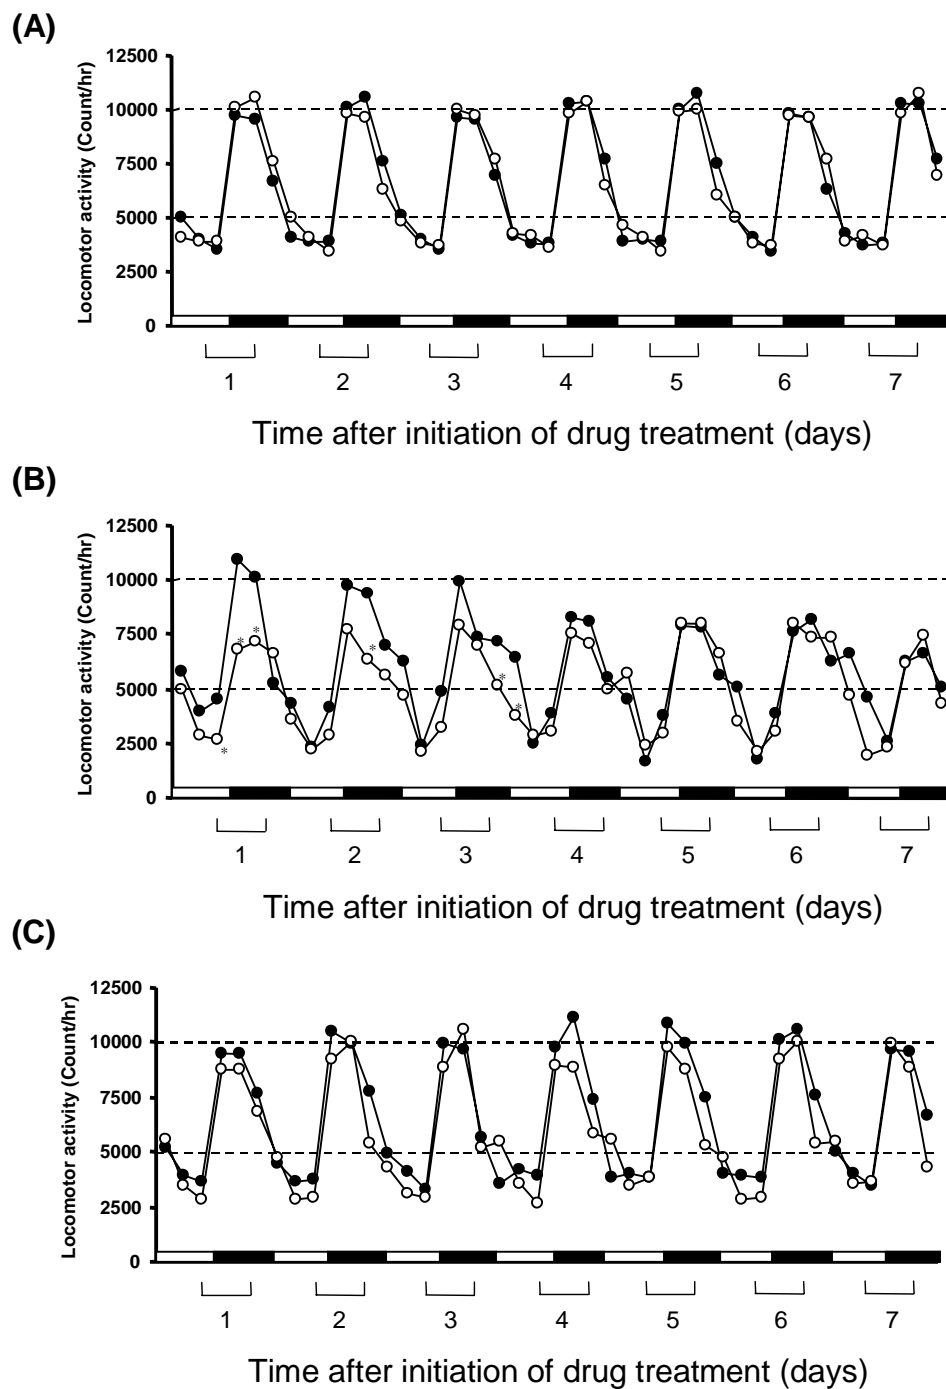 (A)
12500
10000
7500
5000
2500
0
Locomotor activity (Count/hr)
1 2 3 4 5 6 7
Time after initiation of drug treatment (days)
(B)
12500
10000
7500
5000
2500
0
Locomotor activity (Count/hr)
* * * * * *
1 2 3 4 5 6 7
Time after initiation of drug treatment (days)
(C)
12500
10000
7500
5000
2500
0
Locomotor activity (Count/hr)
1 2 3 4 5 6 7
Time after initiation of drug treatment (days)